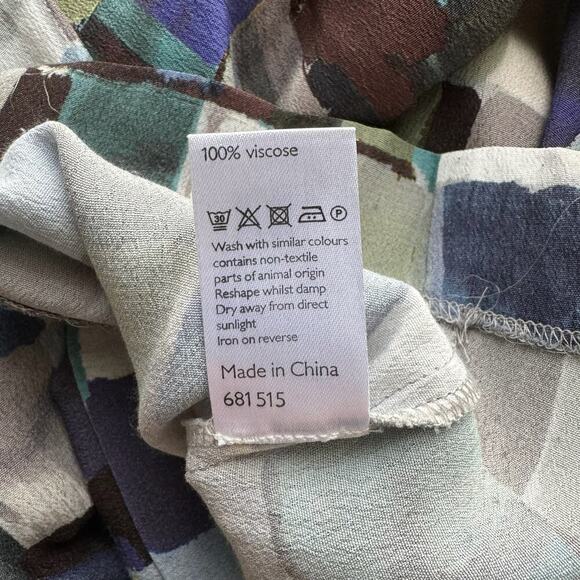 100% viscose
30 P
Wash with similar colours
contains non-textile
parts of animal origin
Reshape whilst damp
Dry away from direct
sunlight
Iron on reverse
Made in China
681 515